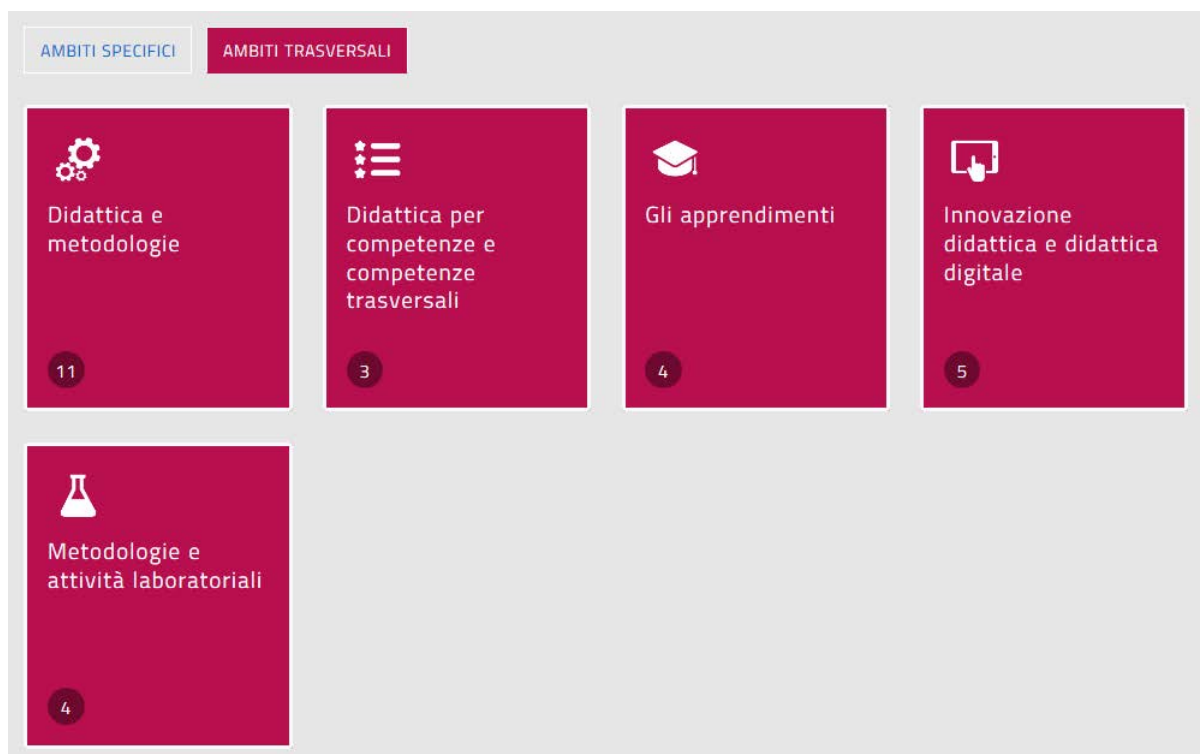 AMBITI SPECIFICI
AMBITI TRASVERSALI
Didattica e
metodologie
11
Didattica per
competenze e
competenze
trasversali
3
Gli apprendimenti
4
Innovazione
didattica e didattica
digitale
5
Metodologie e
attività laboratoriali
4